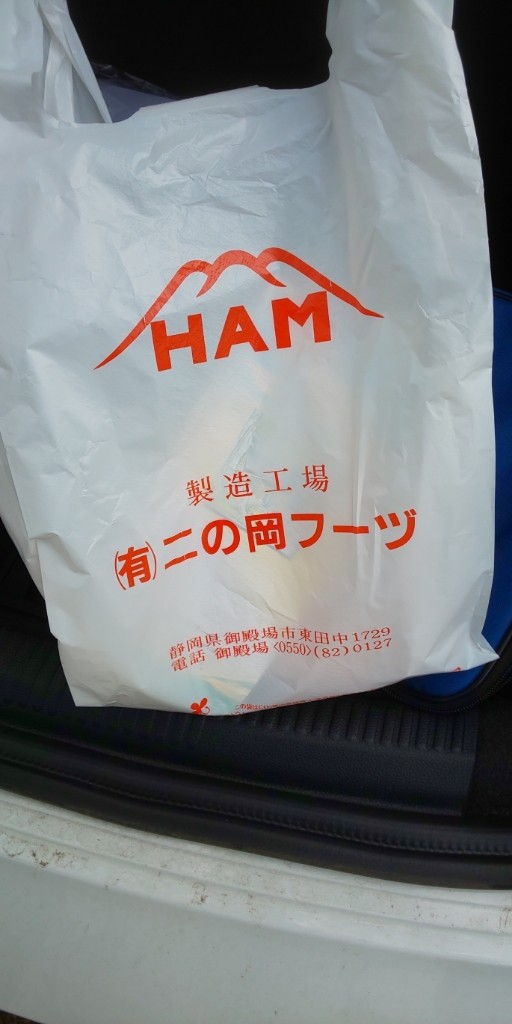 HAM
製造工場
㈲二の岡フーヅ
静岡県御殿場市東田中1729
電話 御殿場〈0550〉(82)0127